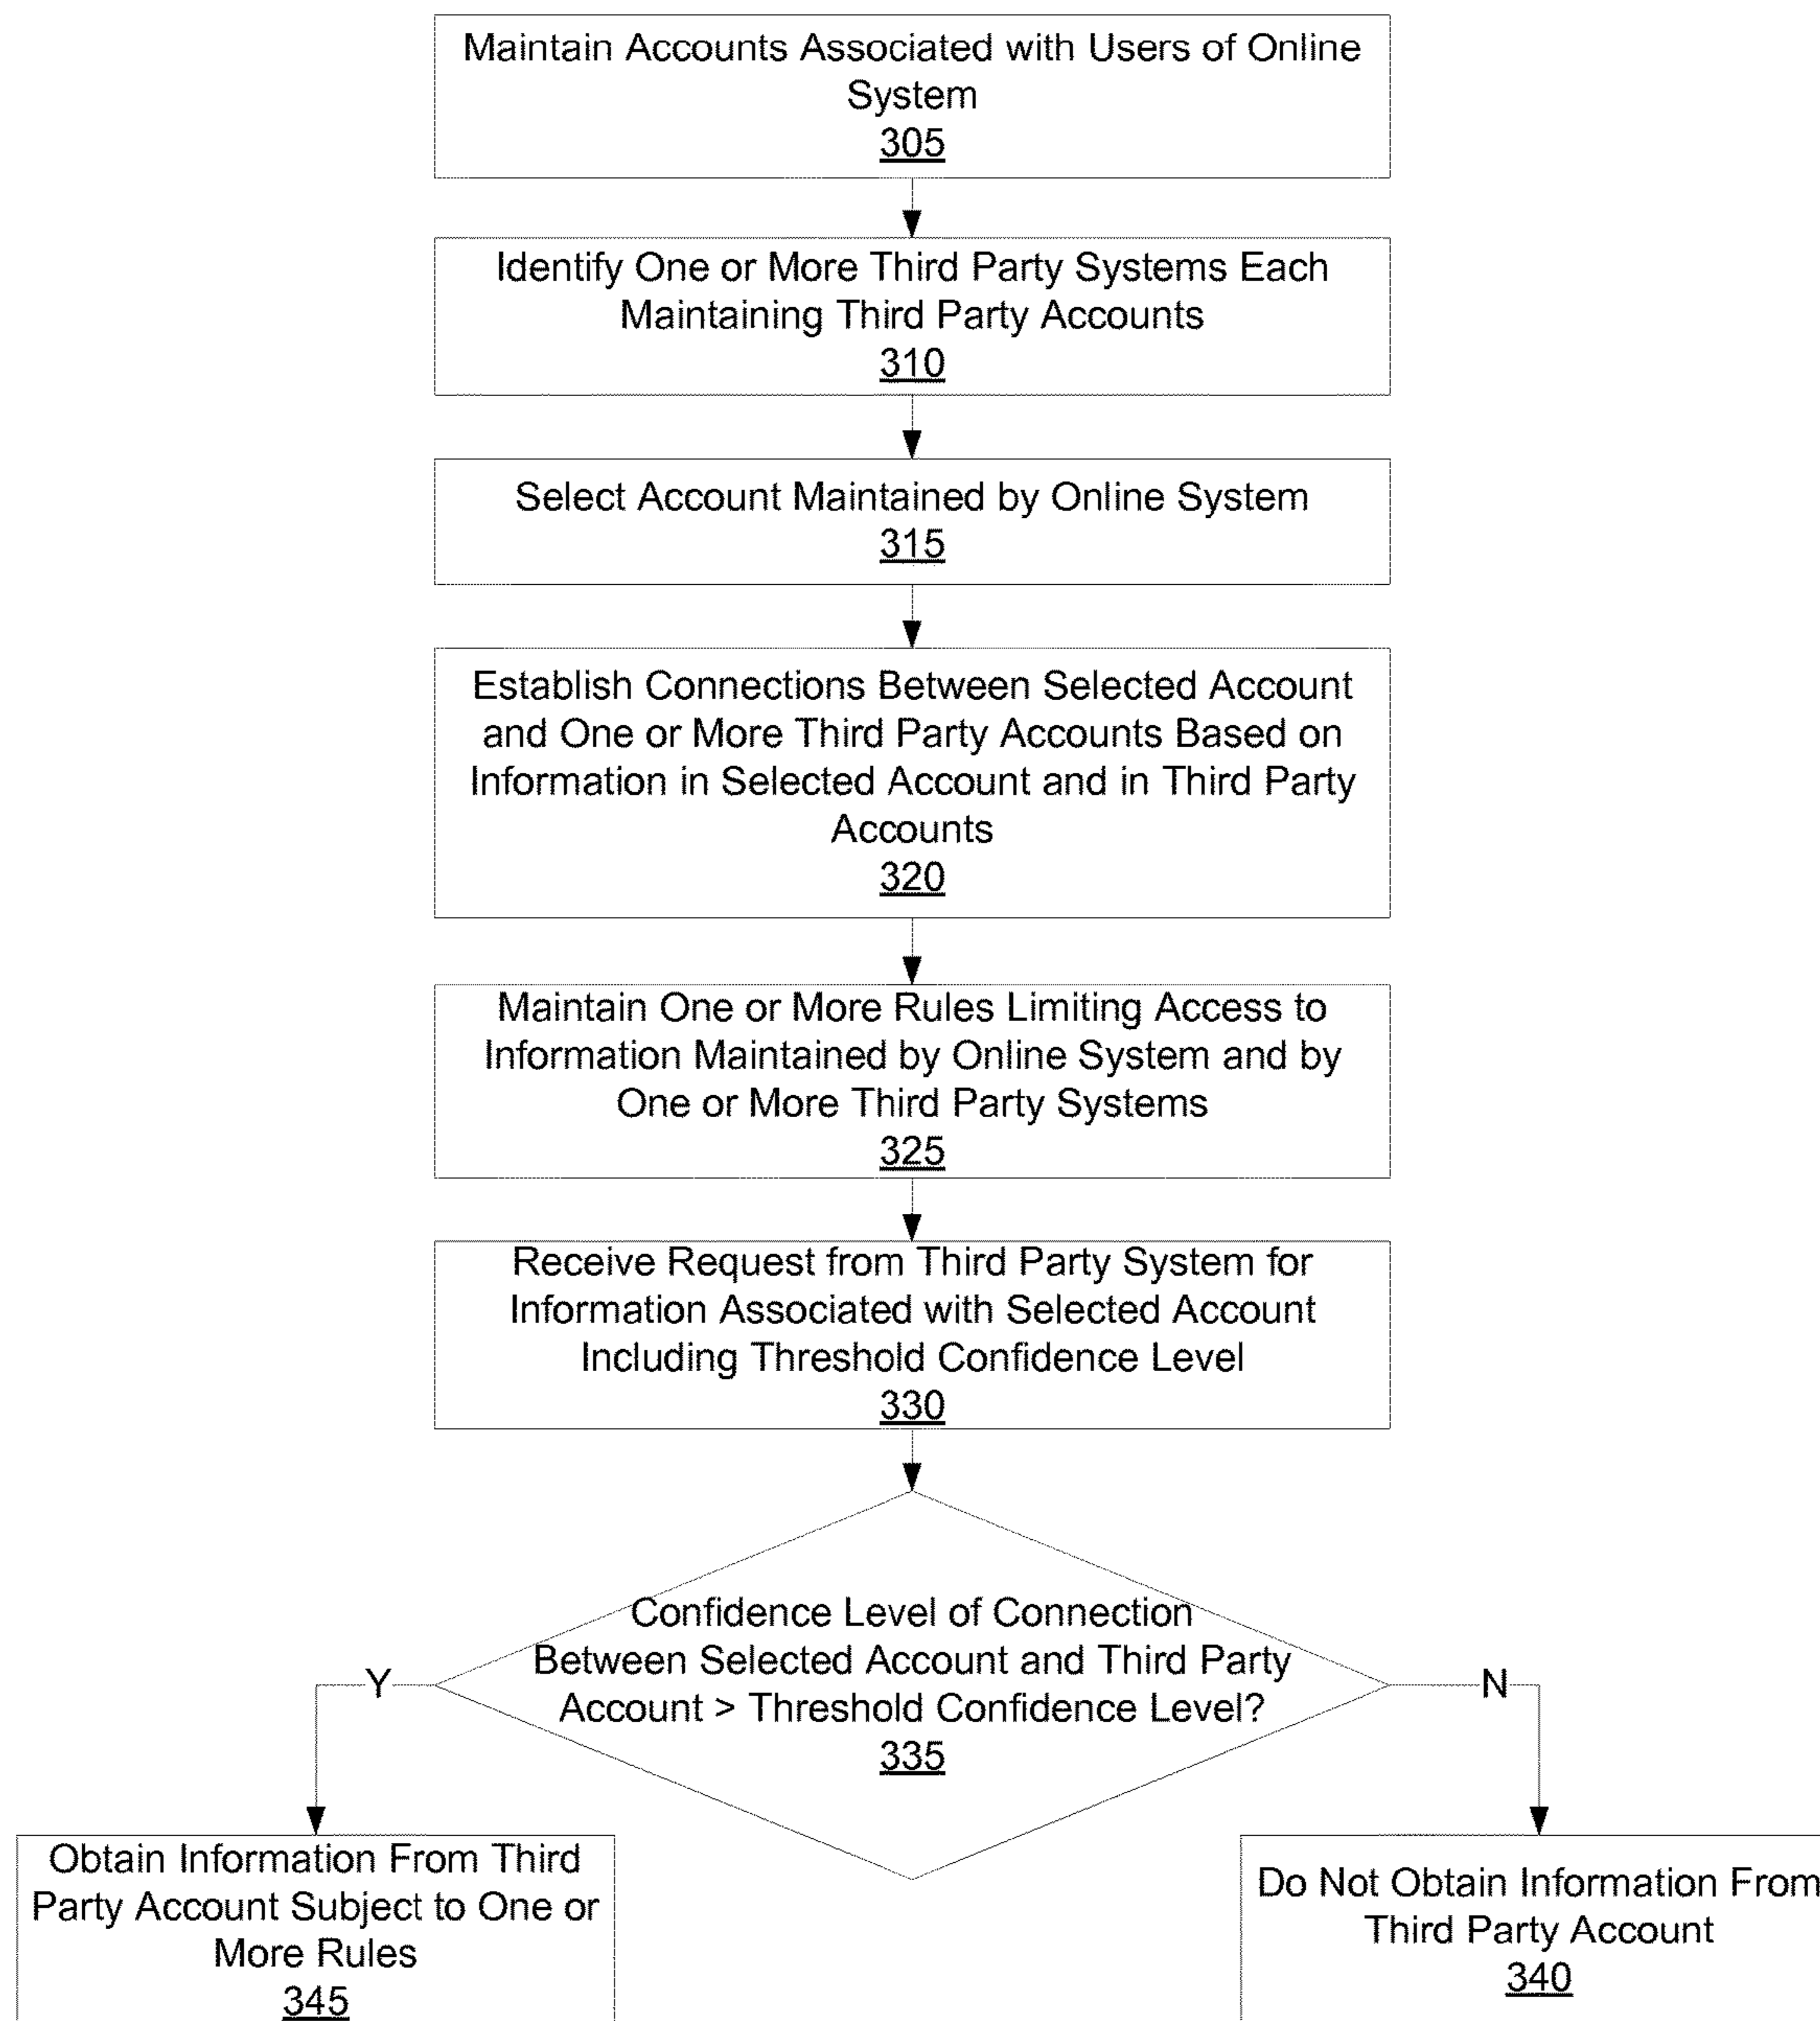 Maintain Accounts Associated with Users of Online
System
305
Identify One or More Third Party Systems Each
Maintaining Third Party Accounts
310
Select Account Maintained by Online System
315
Establish Connections Between Selected Account
and One or More Third Party Accounts Based on
Information in Selected Account and in Third Party
Accounts
320
Maintain One or More Rules Limiting Access to
Information Maintained by Online System and by
One or More Third Party Systems
325
Receive Request from Third Party System for
Information Associated with Selected Account
Including Threshold Confidence Level
330
Confidence Level of Connection
Between Selected Account and Third Party
Account > Threshold Confidence Level?
335
Y
N
Obtain Information From Third
Party Account Subject to One or
More Rules
345
Do Not Obtain Information From
Third Party Account
340